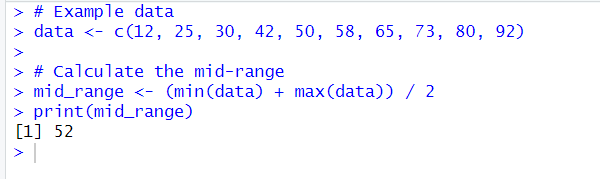 > # Example data
> data <- c(12, 25, 30, 42, 50, 58, 65, 73, 80, 92)
>
> # Calculate the mid-range
> mid_range <- (min(data) + max(data)) / 2
> print(mid_range)
[1] 52
>